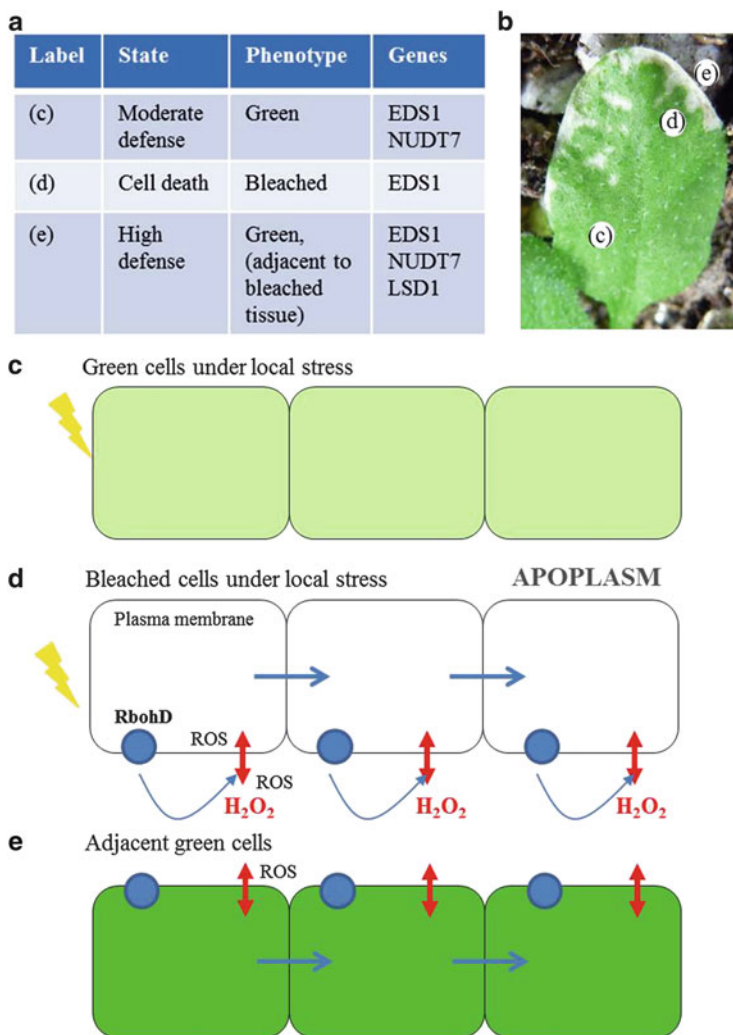 a
Label State Phenotype Genes
(c) Moderate defense Green EDS1 NUDT7
(d) Cell death Bleached EDS1
(e) High defense Green, (adjacent to bleached tissue) EDS1 NUDT7 LSD1
b
(e)
(d)
(c)
c Green cells under local stress
d Bleached cells under local stress APOPLASM
Plasma membrane
RbohD
ROS
ROS
H₂O₂ H₂O₂ H₂O₂
e Adjacent green cells
ROS